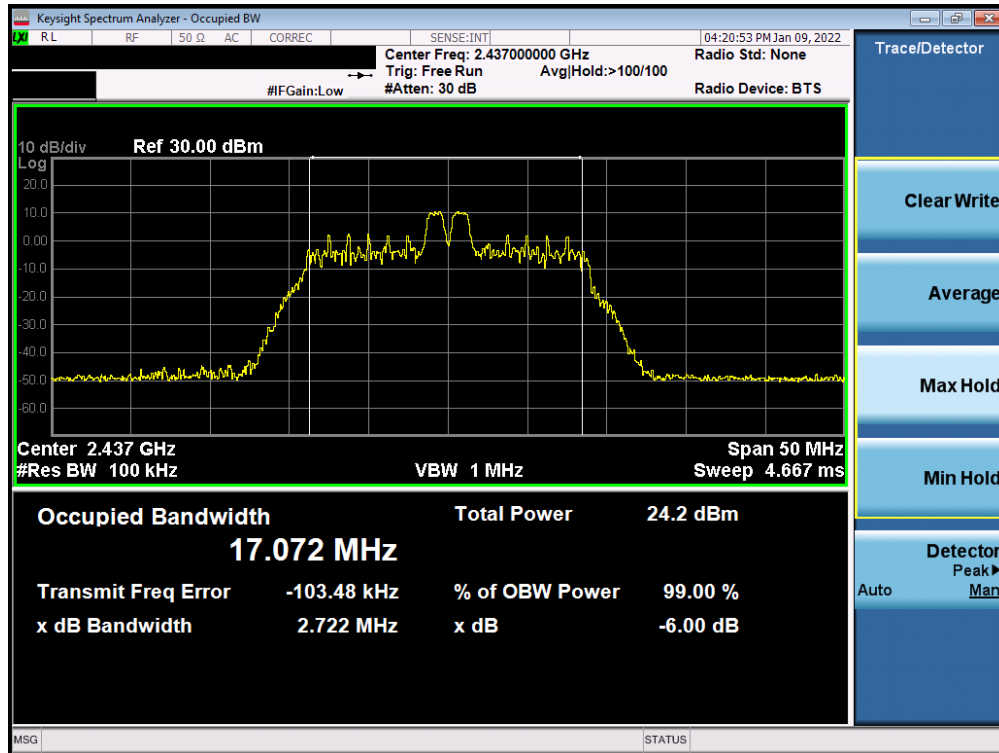 Keysight Spectrum Analyzer - Occupied BW
LXI RL RF 50 Ω AC CORREC SENSE:INT 04:20:53 PM Jan 09, 2022
Center Freq: 2.437000000 GHz Radio Std: None
Trig: Free Run Avg|Hold:>100/100
#IFGain:Low #Atten: 30 dB Radio Device: BTS
Trace/Detector
10 dB/div Ref 30.00 dBm
Log
20.0
10.0
0.00
-10.0
-20.0
-30.0
-40.0
-50.0
-60.0
Center 2.437 GHz Span 50 MHz
#Res BW 100 kHz VBW 1 MHz Sweep 4.667 ms
Occupied Bandwidth Total Power 24.2 dBm
17.072 MHz
Transmit Freq Error -103.48 kHz % of OBW Power 99.00 %
x dB Bandwidth 2.722 MHz x dB -6.00 dB
Clear Write
Average
Max Hold
Min Hold
Detector
Peak▶
Auto Man
MSG STATUS